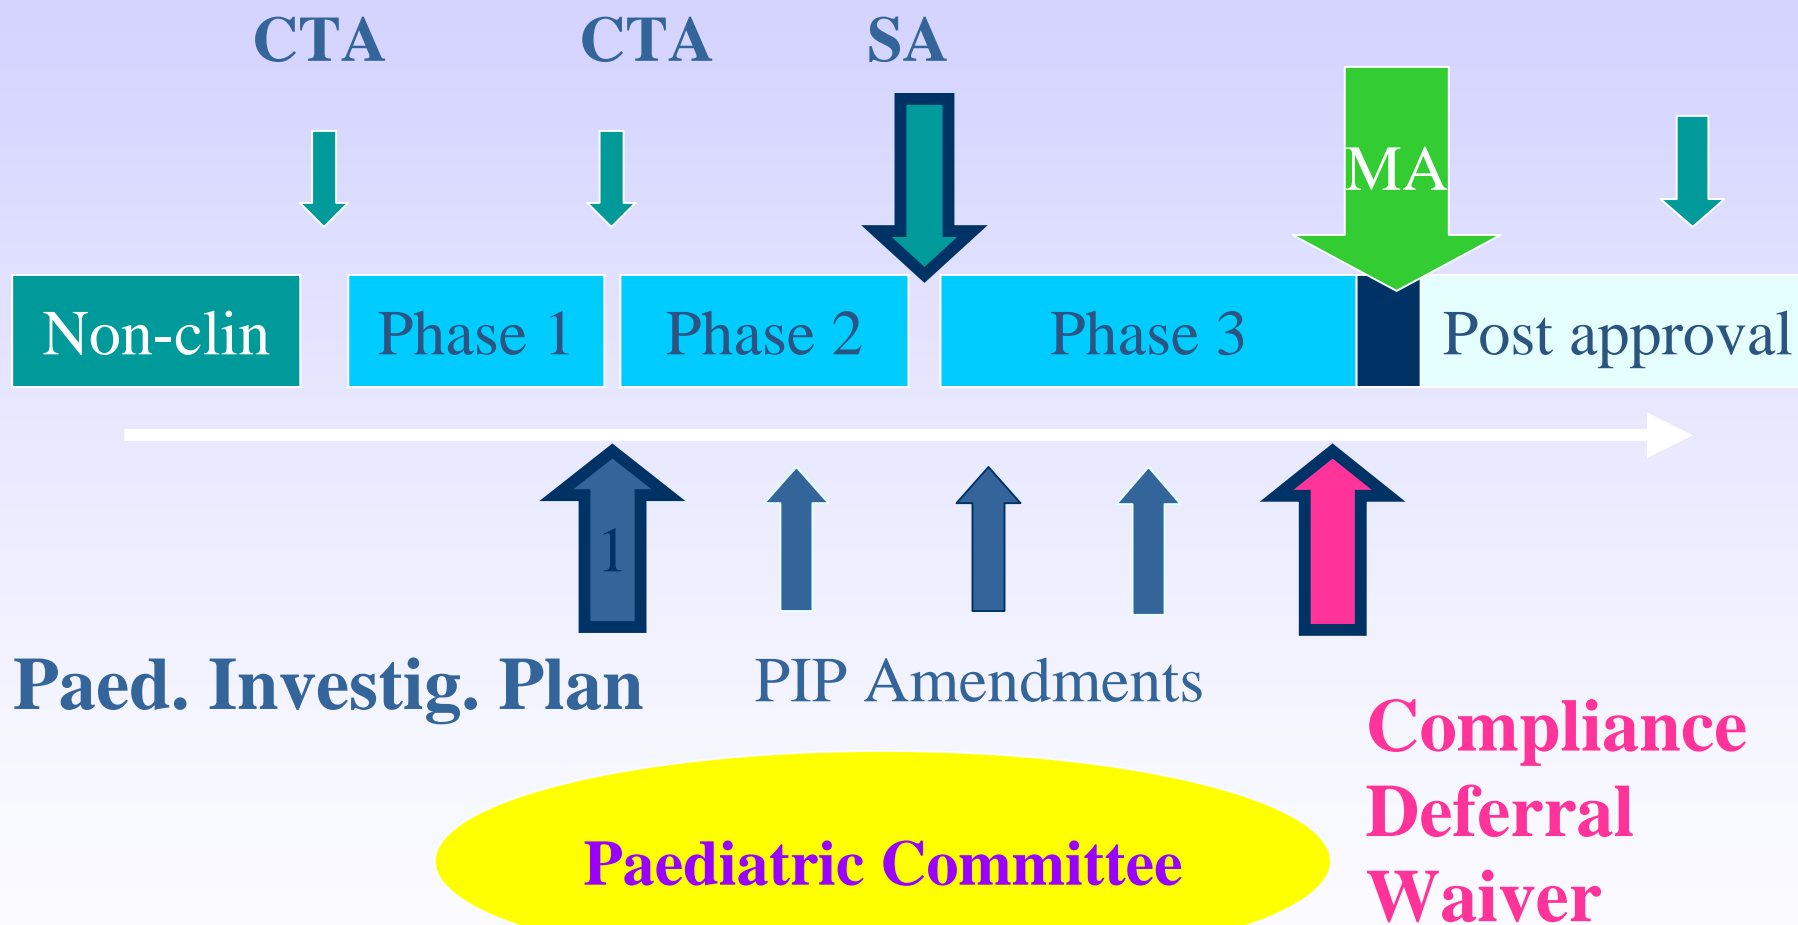 CTA CTA SA
MA
Non-clin Phase 1 Phase 2 Phase 3 Post approval
1
Paed. Investig. Plan PIP Amendments
Compliance
Deferral
Waiver
Paediatric Committee